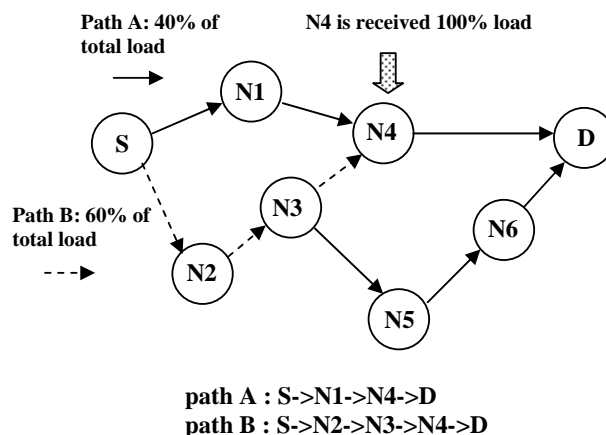 Path A: 40% of
total load
N4 is received 100% load
N1
N4
S
D
N3
Path B: 60% of
total load
N6
N2
N5
path A : S->N1->N4->D
path B : S->N2->N3->N4->D